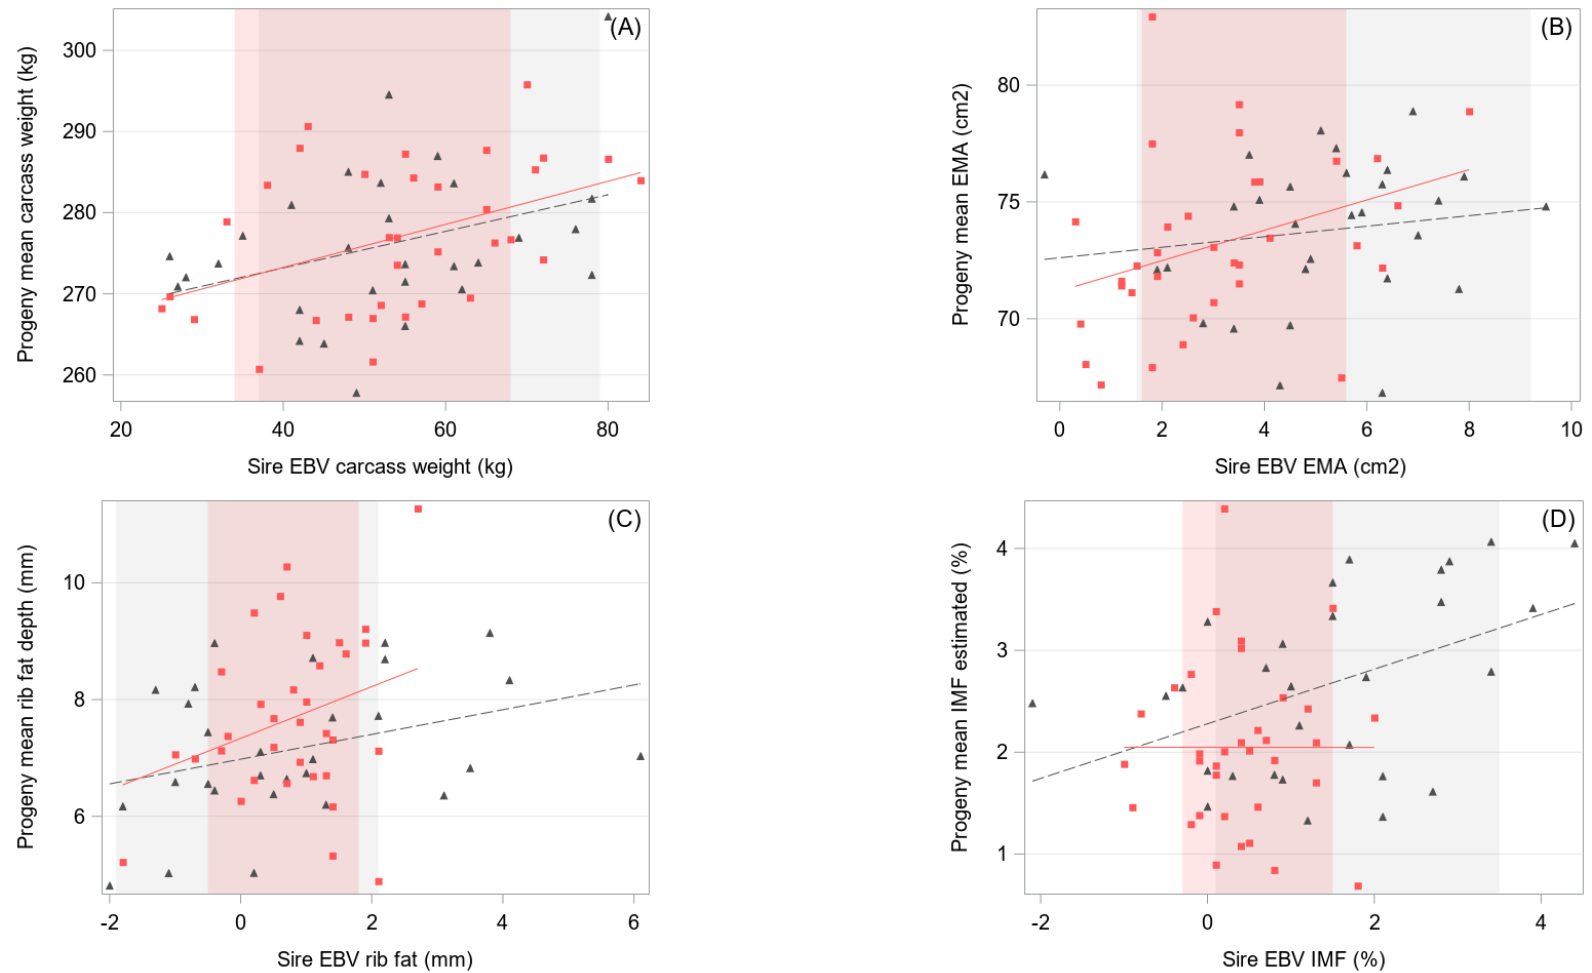 (A)
Progeny mean carcass weight (kg)
300
290
280
270
260
20 40 60 80
Sire EBV carcass weight (kg)
(B)
Progeny mean EMA (cm2)
80
75
70
0 2 4 6 8 10
Sire EBV EMA (cm2)
(C)
Progeny mean rib fat depth (mm)
10
8
6
-2 0 2 4 6
Sire EBV rib fat (mm)
(D)
Progeny mean IMF estimated (%)
4
3
2
1
-2 0 2 4
Sire EBV IMF (%)